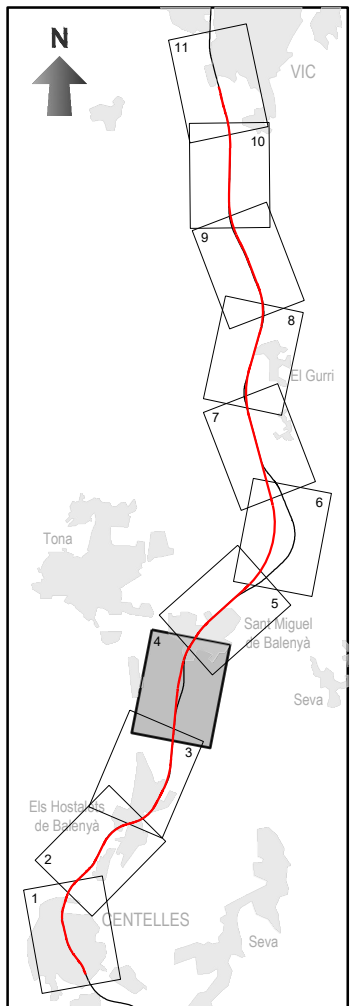 N
11
VIC
10
9
8
El Gurri
7
6
Tona
5
Sant Miguel
de Balenyà
4
Seva
3
Els Hostalets
de Balenyà
2
1
CENTELLES
Seva